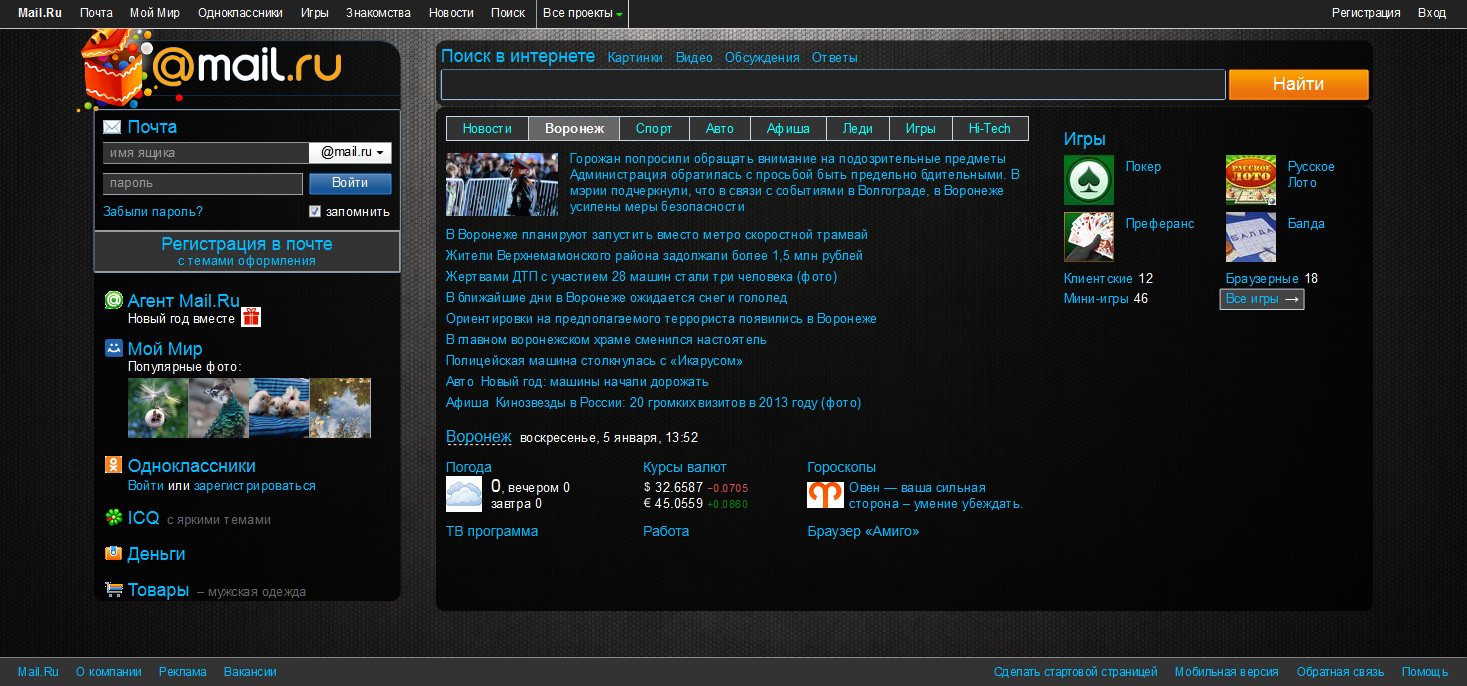 Mail.Ru Почта Мой Мир Одноклассники Игры Знакомства Новости Поиск Все проекты Регистрация Вход
@mail.ru
Почта
имя ящика @mail.ru
пароль Войти
Забыли пароль? запомнить
Регистрация в почте
с темами оформления
Агент Mail.Ru
Новый год вместе
Мой Мир
Популярные фото:
Одноклассники
Войти или зарегистрироваться
ICQ с яркими темами
Деньги
Товары – мужская одежда
Поиск в интернете Картинки Видео Обсуждения Ответы
Найти
Новости Воронеж Спорт Авто Афиша Леди Игры Hi-Tech
Горожан попросили обращать внимание на подозрительные предметы
Администрация обратилась с просьбой быть предельно бдительными. В
мэрии подчеркнули, что в связи с событиями в Волгограде, в Воронеже
усилены меры безопасности
В Воронеже планируют запустить вместо метро скоростной трамвай
Жители Верхнемамонского района задолжали более 1,5 млн рублей
Жертвами ДТП с участием 28 машин стали три человека (фото)
В ближайшие дни в Воронеже ожидается снег и гололед
Ориентировки на предполагаемого террориста появились в Воронеже
В главном воронежском храме сменился настоятель
Полицейская машина столкнулась с «Икарусом»
Авто Новый год: машины начали дорожать
Афиша Кинозвезды в России: 20 громких визитов в 2013 году (фото)
Воронеж воскресенье, 5 января, 13:52
Погода
0, вечером 0
завтра 0
ТВ программа
Курсы валют
$ 32.6587 −0.0705
€ 45.0559 +0.0860
Работа
Гороскопы
Овен — ваша сильная
сторона – умение убеждать.
Браузер «Амиго»
Игры
Покер
РУССКОЕ
ЛОТО
Русское
Лото
Преферанс
БАЛДА
Балда
Клиентские 12 Браузерные 18
Мини-игры 46 Все игры →
Mail.Ru О компании Реклама Вакансии Сделать стартовой страницей Мобильная версия Обратная связь Помощь